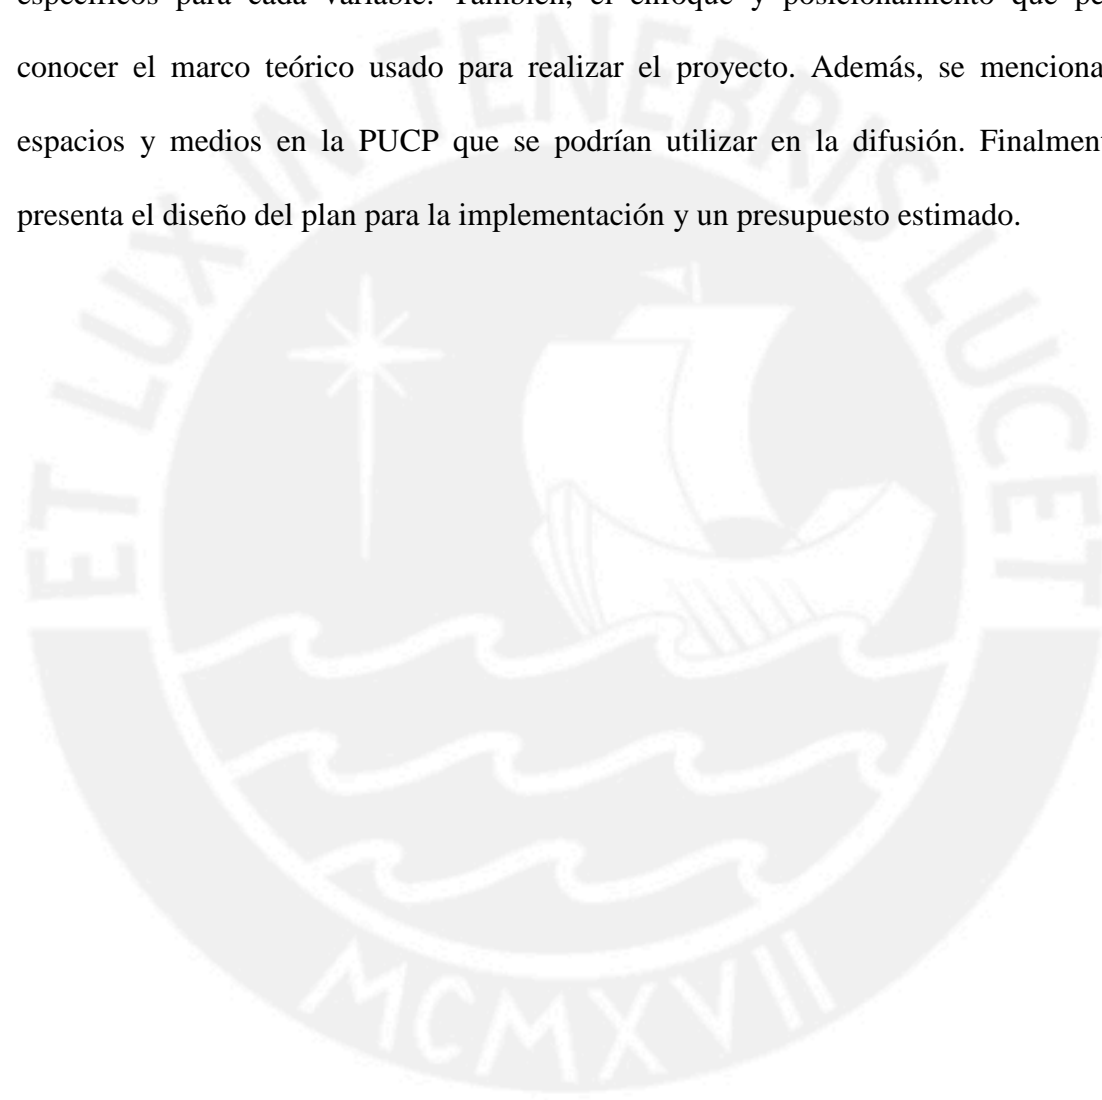 específicos para cada variable. También, el enfoque y posicionamiento que
conocer el marco teórico usado para realizar el proyecto. Además, se menciona
espacios y medios en la PUCP que se podrían utilizar en la difusión.
presenta el diseño del plan para la implementación y un presupuesto estimado.
ET LUX IN TENEBRIS LUCET
MCMXVII